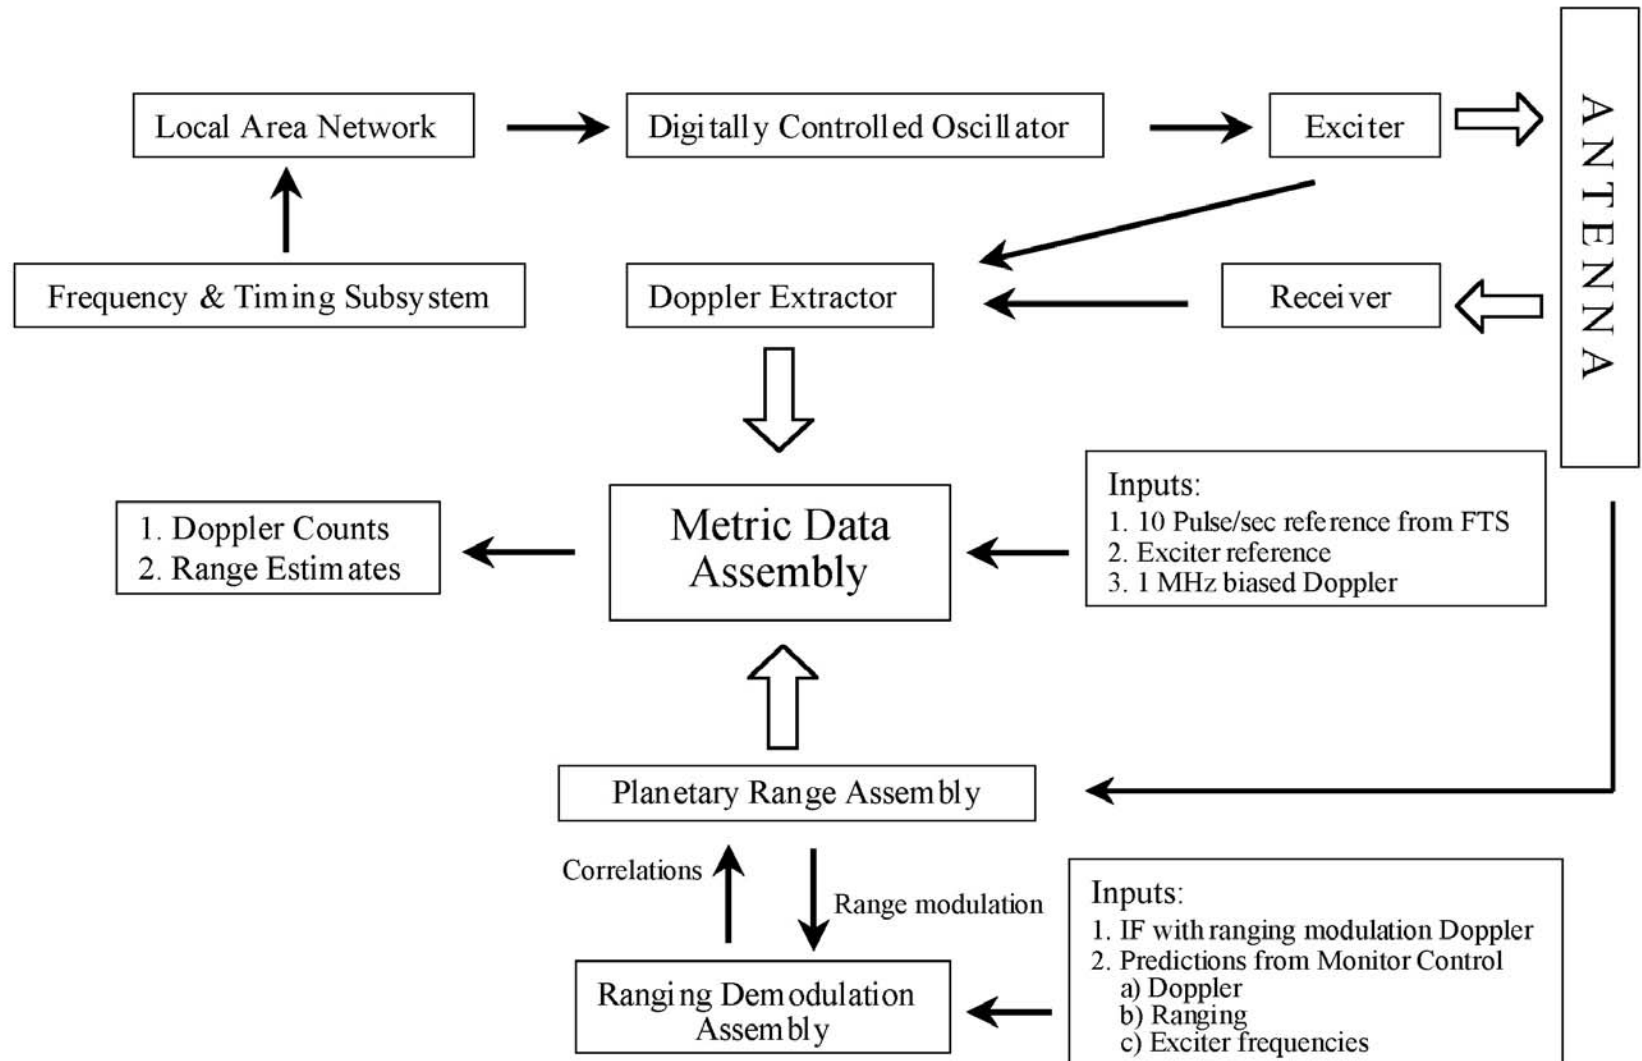 Local Area Network
Digitally Controlled Oscillator
Exciter
ANTENNA
Frequency & Timing Subsystem
Doppler Extractor
Receiver
1. Doppler Counts
2. Range Estimates
Metric Data
Assembly
Inputs:
1. 10 Pulse/sec reference from FTS
2. Exciter reference
3. 1 MHz biased Doppler
Planetary Range Assembly
Correlations
Range modulation
Ranging Demodulation
Assembly
Inputs:
1. IF with ranging modulation Doppler
2. Predictions from Monitor Control
a) Doppler
b) Ranging
c) Exciter frequencies